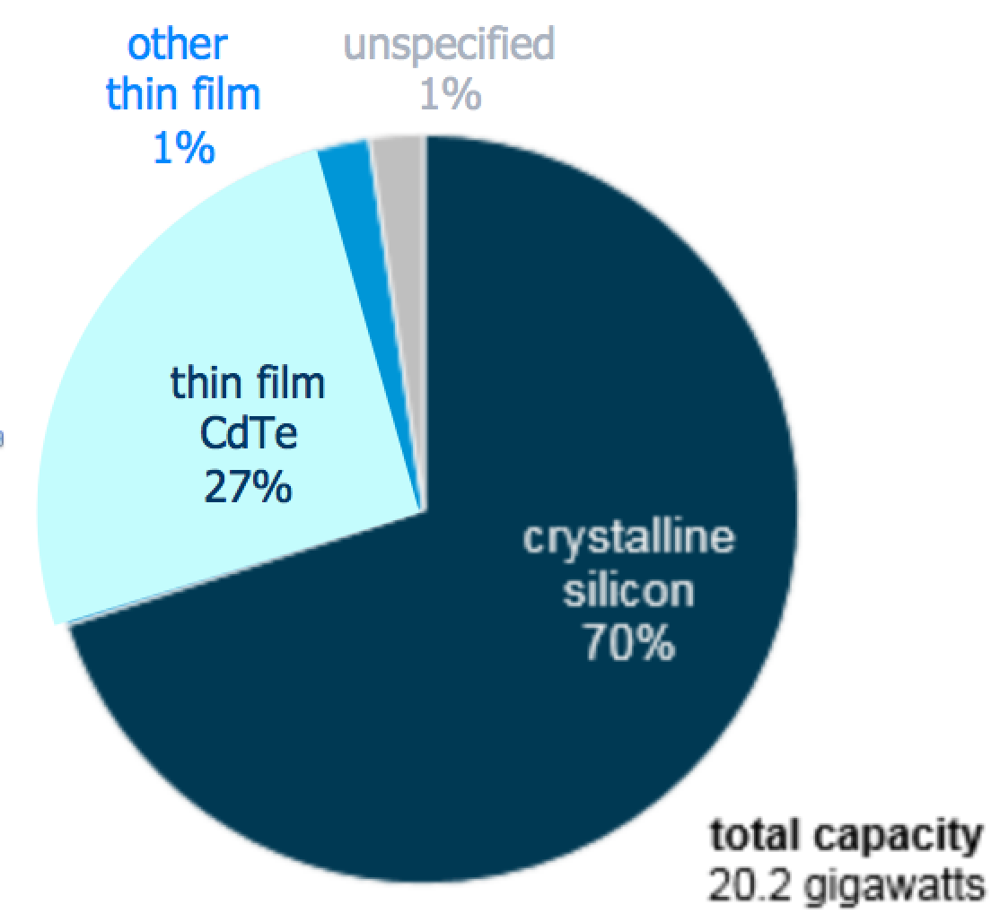 other
thin film
1%
unspecified
1%
thin film
CdTe
27%
crystalline
silicon
70%
total capacity
20.2 gigawatts